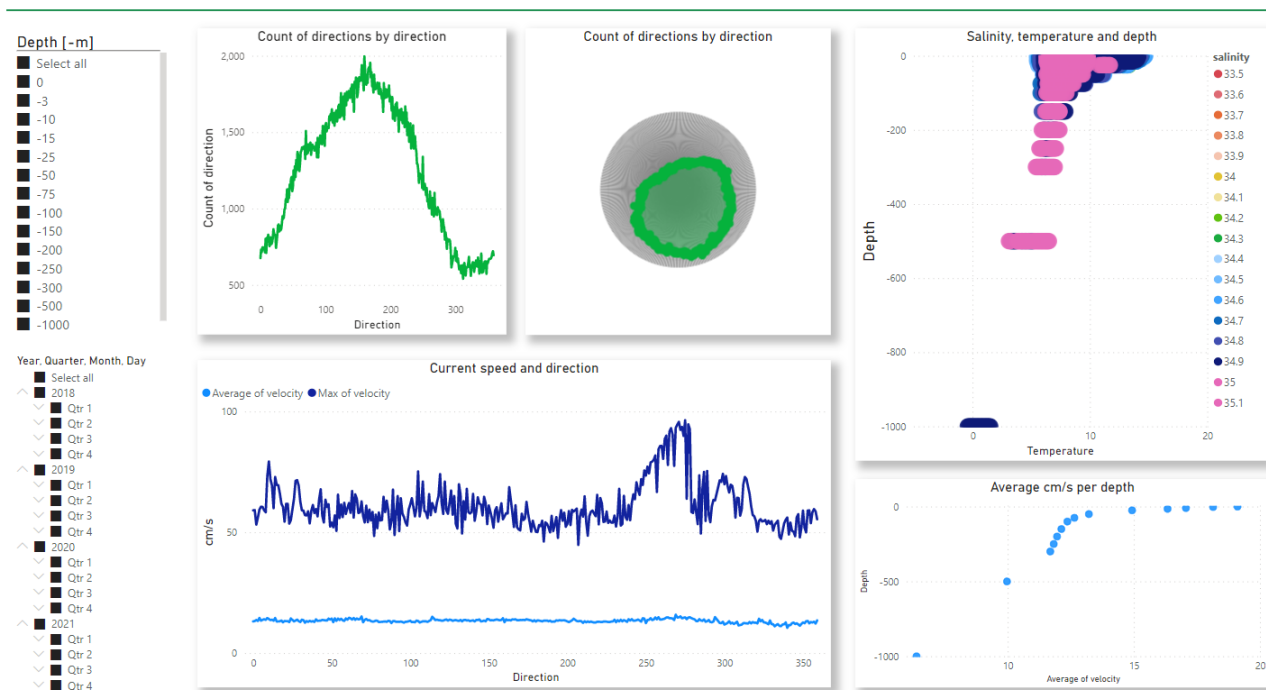 Depth [-m]
Select all
0
-3
-10
-15
-25
-50
-75
-100
-150
-200
-250
-300
-500
-1000
Year, Quarter, Month, Day
Select all
2018
Qtr 1
Qtr 2
Qtr 3
Qtr 4
2019
Qtr 1
Qtr 2
Qtr 3
Qtr 4
2020
Qtr 1
Qtr 2
Qtr 3
Qtr 4
2021
Qtr 1
Qtr 2
Qtr 3
Qtr 4
Count of directions by direction
Count of direction
2,000
1,500
1,000
500
0 100 200 300
Direction
Count of directions by direction
Current speed and direction
Average of velocity Max of velocity
cm/s
100
50
0
0 50 100 150 200 250 300 350
Direction
Salinity, temperature and depth
Depth
0
-200
-400
-600
-800
-1000
0 10 20
Temperature
salinity
33.5
33.6
33.7
33.8
33.9
34
34.1
34.2
34.3
34.4
34.5
34.6
34.7
34.8
34.9
35
35.1
Average cm/s per depth
Depth
0
-500
-1000
10 15 20
Average of velocity